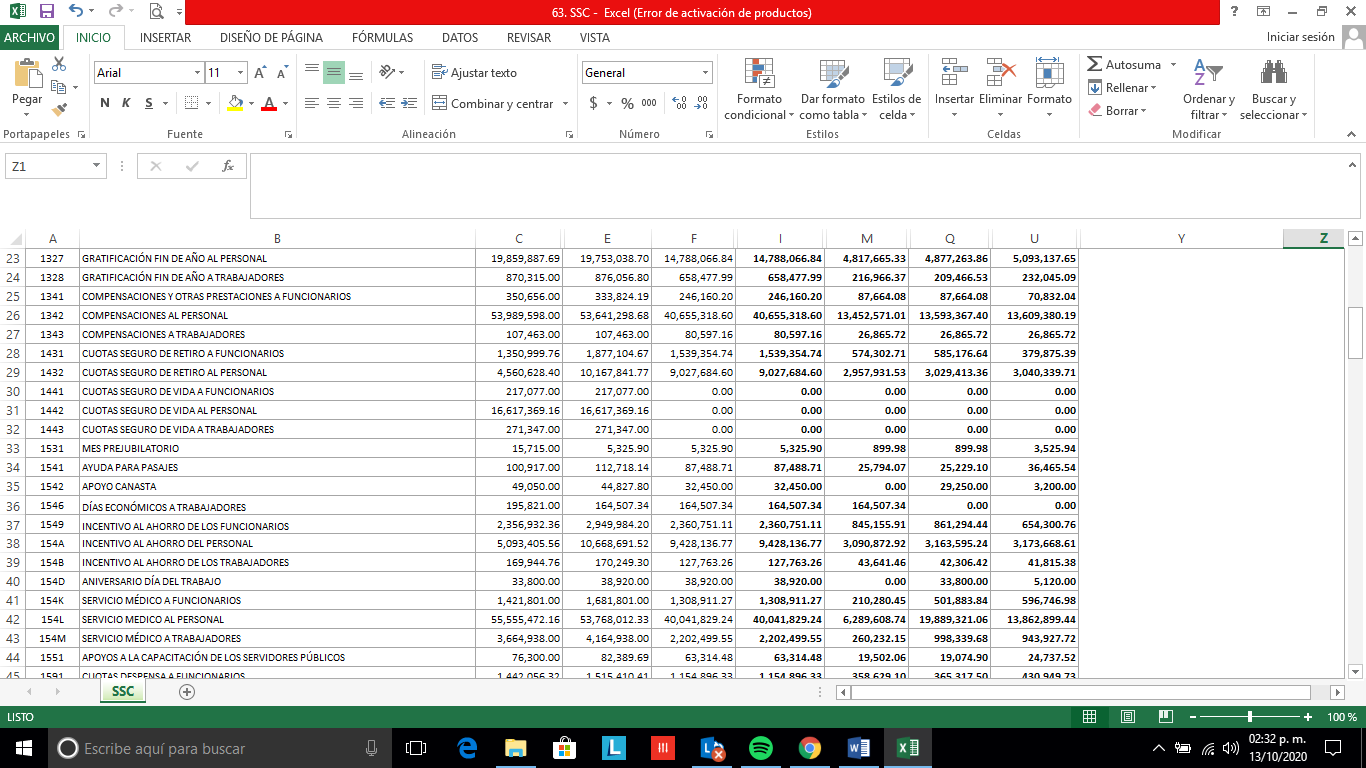 63. SSC - Excel (Error de activación de productos)
ARCHIVO INICIO INSERTAR DISEÑO DE PÁGINA FÓRMULAS DATOS REVISAR VISTA Iniciar sesión
Pegar Arial 11 Ajustar texto General Formato condicional Dar formato como tabla Estilos de celda Insertar Eliminar Formato Autosuma Rellenar Borrar Ordenar y filtrar Buscar y seleccionar
N K S Combinar y centrar $ % 000
Portapapeles Fuente Alineación Número Estilos Celdas Modificar
Z1 fx
A B C E F I M Q U Y Z
23 1327 GRATIFICACIÓN FIN DE AÑO AL PERSONAL 19,859,887.69 19,753,038.70 14,788,066.84 14,788,066.84 4,817,665.33 4,877,263.86 5,093,137.65
24 1328 GRATIFICACIÓN FIN DE AÑO A TRABAJADORES 870,315.00 876,056.80 658,477.99 658,477.99 216,966.37 209,466.53 232,045.09
25 1341 COMPENSACIONES Y OTRAS PRESTACIONES A FUNCIONARIOS 350,656.00 333,824.19 246,160.20 246,160.20 87,664.08 87,664.08 70,832.04
26 1342 COMPENSACIONES AL PERSONAL 53,989,598.00 53,641,298.68 40,655,318.60 40,655,318.60 13,452,571.01 13,593,367.40 13,609,380.19
27 1343 COMPENSACIONES A TRABAJADORES 107,463.00 107,463.00 80,597.16 80,597.16 26,865.72 26,865.72 26,865.72
28 1431 CUOTAS SEGURO DE RETIRO A FUNCIONARIOS 1,350,999.76 1,877,104.67 1,539,354.74 1,539,354.74 574,302.71 585,176.64 379,875.39
29 1432 CUOTAS SEGURO DE RETIRO AL PERSONAL 4,560,628.40 10,167,841.77 9,027,684.60 9,027,684.60 2,957,931.53 3,029,413.36 3,040,339.71
30 1441 CUOTAS SEGURO DE VIDA A FUNCIONARIOS 217,077.00 217,077.00 0.00 0.00 0.00 0.00 0.00
31 1442 CUOTAS SEGURO DE VIDA AL PERSONAL 16,617,369.16 16,617,369.16 0.00 0.00 0.00 0.00 0.00
32 1443 CUOTAS SEGURO DE VIDA A TRABAJADORES 271,347.00 271,347.00 0.00 0.00 0.00 0.00 0.00
33 1531 MES PREJUBILATORIO 15,715.00 5,325.90 5,325.90 5,325.90 899.98 899.98 3,525.94
34 1541 AYUDA PARA PASAJES 100,917.00 112,718.14 87,488.71 87,488.71 25,794.07 25,229.10 36,465.54
35 1542 APOYO CANASTA 49,050.00 44,827.80 32,450.00 32,450.00 0.00 29,250.00 3,200.00
36 1546 DÍAS ECONÓMICOS A TRABAJADORES 195,821.00 164,507.34 164,507.34 164,507.34 164,507.34 0.00 0.00
37 1549 INCENTIVO AL AHORRO DE LOS FUNCIONARIOS 2,356,932.36 2,949,984.20 2,360,751.11 2,360,751.11 845,155.91 861,294.44 654,300.76
38 154A INCENTIVO AL AHORRO DEL PERSONAL 5,093,405.56 10,668,691.52 9,428,136.77 9,428,136.77 3,090,872.92 3,163,595.24 3,173,668.61
39 154B INCENTIVO AL AHORRO DE LOS TRABAJADORES 169,944.76 170,249.30 127,763.26 127,763.26 43,641.46 42,306.42 41,815.38
40 154D ANIVERSARIO DÍA DEL TRABAJO 33,800.00 38,920.00 38,920.00 38,920.00 0.00 33,800.00 5,120.00
41 154K SERVICIO MÉDICO A FUNCIONARIOS 1,421,801.00 1,681,801.00 1,308,911.27 1,308,911.27 210,280.45 501,883.84 596,746.98
42 154L SERVICIO MEDICO AL PERSONAL 55,555,472.16 53,768,012.33 40,041,829.24 40,041,829.24 6,289,608.74 19,889,321.06 13,862,899.44
43 154M SERVICIO MÉDICO A TRABAJADORES 3,664,938.00 4,164,938.00 2,202,499.55 2,202,499.55 260,232.15 998,339.68 943,927.72
44 1551 APOYOS A LA CAPACITACIÓN DE LOS SERVIDORES PÚBLICOS 76,300.00 82,389.69 63,314.48 63,314.48 19,502.06 19,074.90 24,737.52
45 1591 CUOTAS DESPENSA A FUNCIONARIOS 1,442,056.32 1,515,410.41 1,154,896.33 1,154,896.33 358,629.10 365,317.50 430,949.73
SSC
LISTO 100 %
Escribe aquí para buscar 02:32 p. m.
13/10/2020